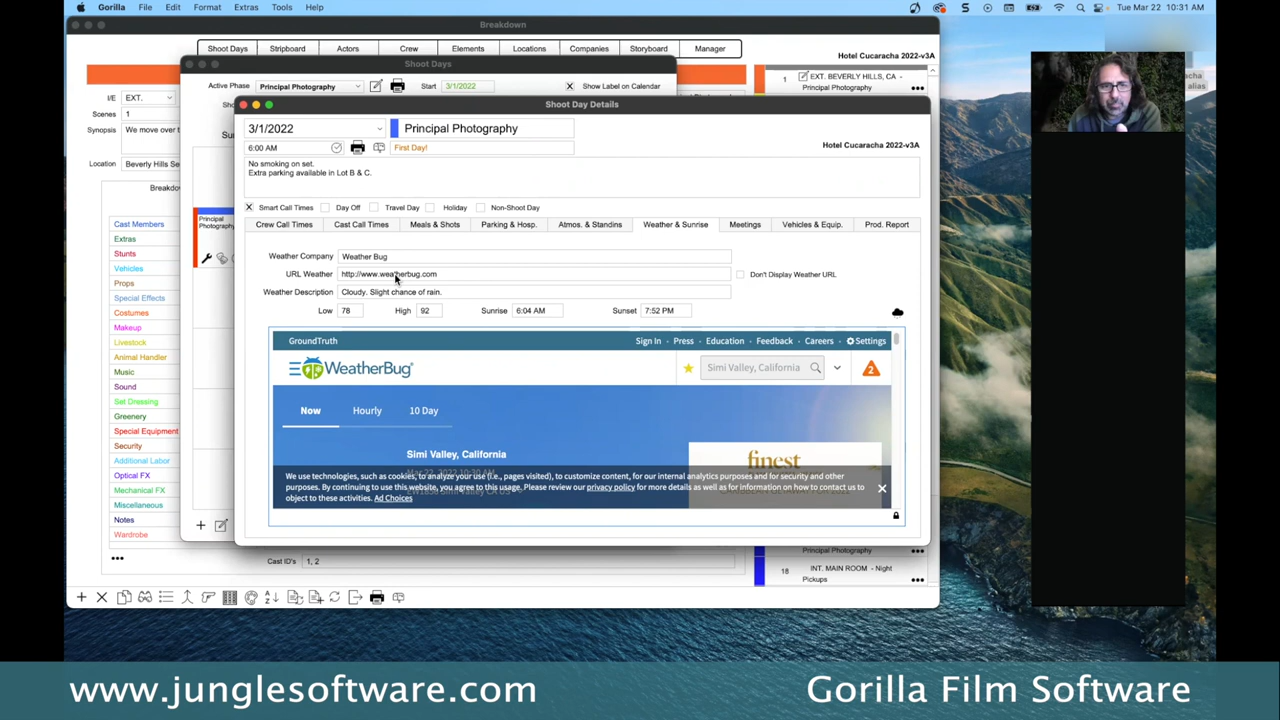 Gorilla File Edit Format Extras Tools Help Tue Mar 22 10:31 AM
Breakdown
Shoot Days Stripboard Actors Crew Elements Locations Companies Storyboard Manager
Hotel Cucaracha 2022-v3A
Shoot Days
I/E EXT.
Scenes 1
Synopsis We move over t
Location Beverly Hills Se
Breakdow
Cast Members
Extras
Stunts
Vehicles
Props
Special Effects
Costumes
Makeup
Livestock
Animal Handler
Music
Sound
Set Dressing
Greenery
Special Equipment
Security
Additional Labor
Optical FX
Mechanical FX
Miscellaneous
Notes
Wardrobe
Active Phase Principal Photography Start 3/1/2022 Show Label on Calendar
Sho
Su
Principal
Photography
1 EXT. BEVERLY HILLS, CA -
Principal Photography
Shoot Day Details
3/1/2022 Principal Photography
6:00 AM First Day!
Hotel Cucaracha 2022-v3A
No smoking on set.
Extra parking available in Lot B & C.
Smart Call Times Day Off Travel Day Holiday Non-Shoot Day
Crew Call Times Cast Call Times Meals & Shots Parking & Hosp. Atmos. & Standins Weather & Sunrise Meetings Vehicles & Equip. Prod. Report
Weather Company Weather Bug
URL Weather http://www.weatherbug.com Don't Display Weather URL
Weather Description Cloudy. Slight chance of rain.
Low 78 High 92 Sunrise 6:04 AM Sunset 7:52 PM
GroundTruth Sign In Press Education Feedback Careers Settings
WeatherBug Simi Valley, California 2
Now Hourly 10 Day
Simi Valley, California
finest
We use technologies, such as cookies, to analyze your use (i.e., pages visited), to customize content, for our internal analytics purposes and for security and other
purposes. By continuing to use this website, you agree to this usage. Please review our privacy policy for more details as well as for information on how to contact us to
object to these activities. Ad Choices
Cast ID's 1, 2
Principal Photography
18 INT. MAIN ROOM - Night
Pickups
acha
alias
www.junglesoftware.com
Gorilla Film Software